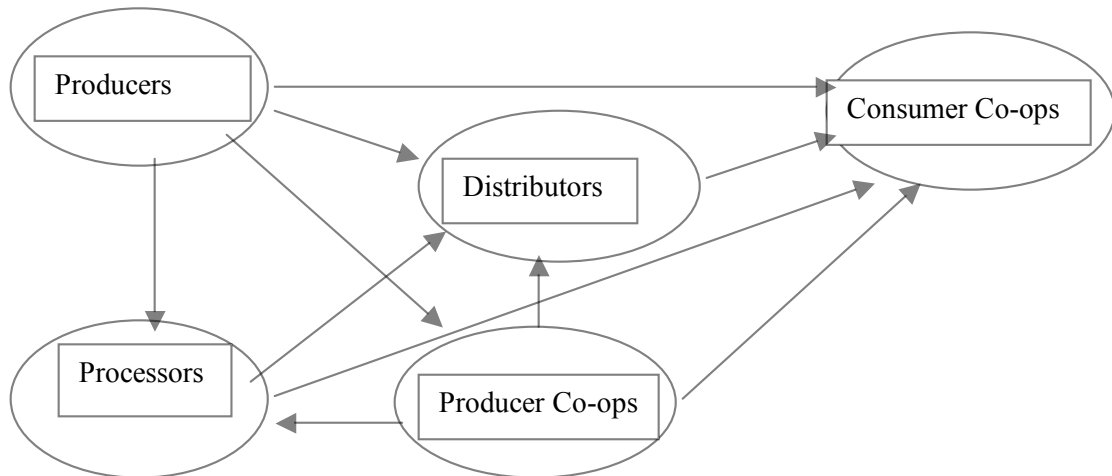 Producers
Consumer Co-ops
Distributors
Processors
Producer Co-ops